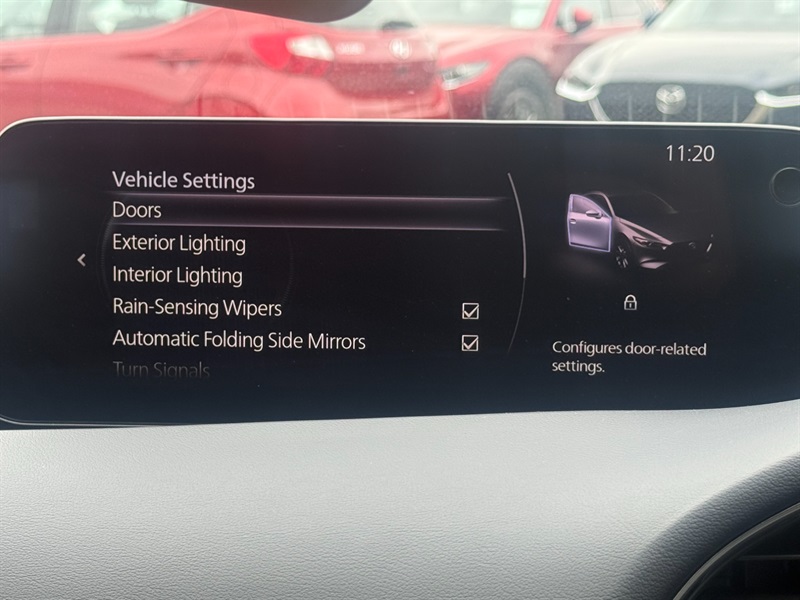 11:20
Vehicle Settings
Doors
Exterior Lighting
Interior Lighting
Rain-Sensing Wipers
Automatic Folding Side Mirrors
Turn Signals
Configures door-related
settings.